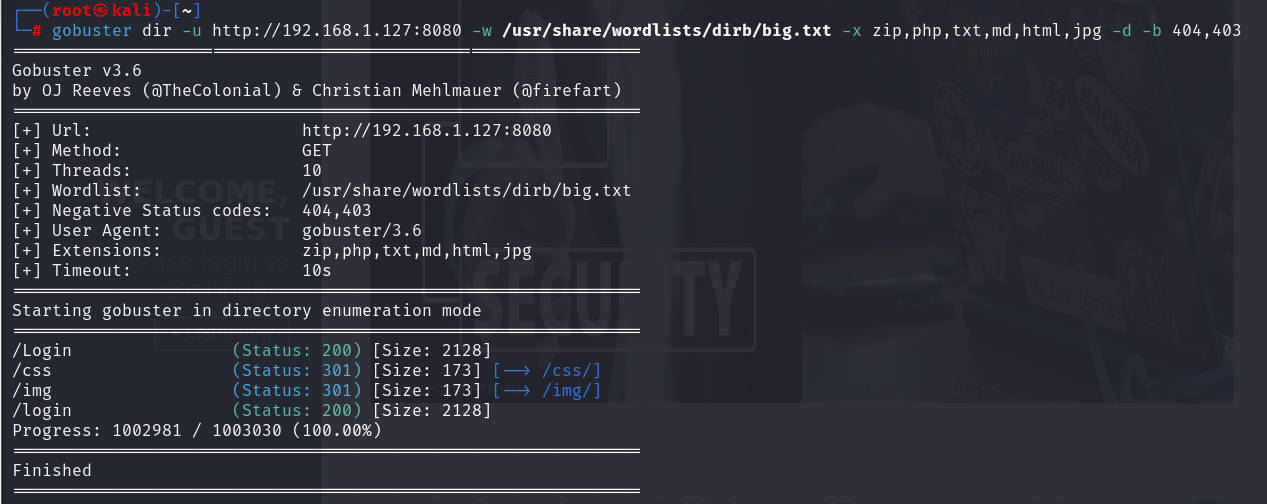 ┌──(root㉿kali)-[~]
└─# gobuster dir -u http://192.168.1.127:8080 -w /usr/share/wordlists/dirb/big.txt -x zip,php,txt,md,html,jpg -d -b 404,403
===============================================================
Gobuster v3.6
by OJ Reeves (@TheColonial) & Christian Mehlmauer (@firefart)
===============================================================
[+] Url:                     http://192.168.1.127:8080
[+] Method:                  GET
[+] Threads:                 10
[+] Wordlist:                /usr/share/wordlists/dirb/big.txt
[+] Negative Status codes:   404,403
[+] User Agent:              gobuster/3.6
[+] Extensions:              zip,php,txt,md,html,jpg
[+] Timeout:                 10s
===============================================================
Starting gobuster in directory enumeration mode
===============================================================
/Login                (Status: 200) [Size: 2128]
/css                  (Status: 301) [Size: 173] [--> /css/]
/img                  (Status: 301) [Size: 173] [--> /img/]
/login                (Status: 200) [Size: 2128]
Progress: 1002981 / 1003030 (100.00%)
===============================================================
Finished
===============================================================
WELCOME,
GUEST
login to
HACKER